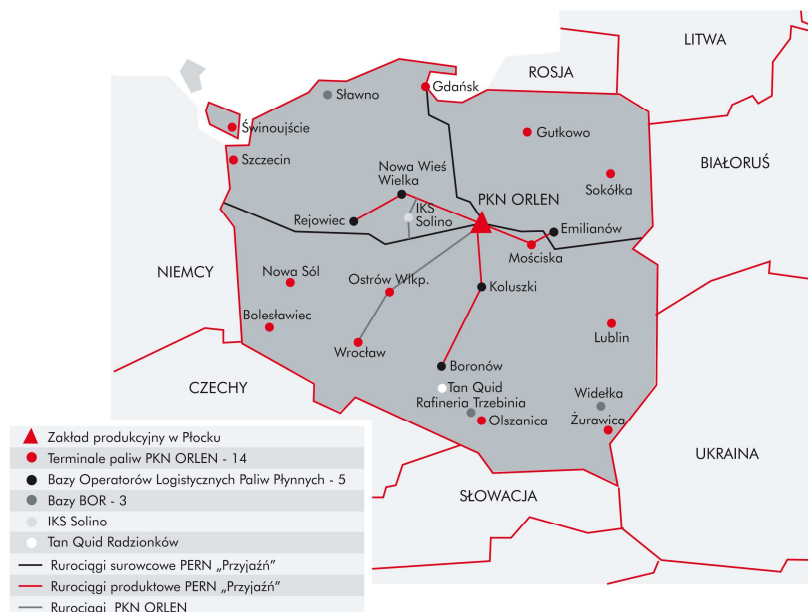 LITWA
ROSJA
Gdańsk
Sławno
Świnoujście
Gutkowo
Szczecin
BIAŁORUŚ
Nowa Wieś
Wielka
Sokółka
PKN ORLEN
IKS
Solino
Rejowiec
Emilianów
Mościska
NIEMCY
Nowa Sól
Ostrów Wlkp.
Koluszki
Bolesławiec
Lublin
Wrocław
Boronów
CZECHY
Tan Quid
Rafineria Trzebinia
Widełka
Olszanica
Żurawica
UKRAINA
SŁOWACJA
Zakład produkcyjny w Płocku
Terminale paliw PKN ORLEN - 14
Bazy Operatorów Logistycznych Paliw Płynnych - 5
Bazy BOR - 3
IKS Solino
Tan Quid Radzionków
Rurociągi surowcowe PERN „Przyjaźń"
Rurociągi produktowe PERN „Przyjaźń"
Rurociągi PKN ORLEN